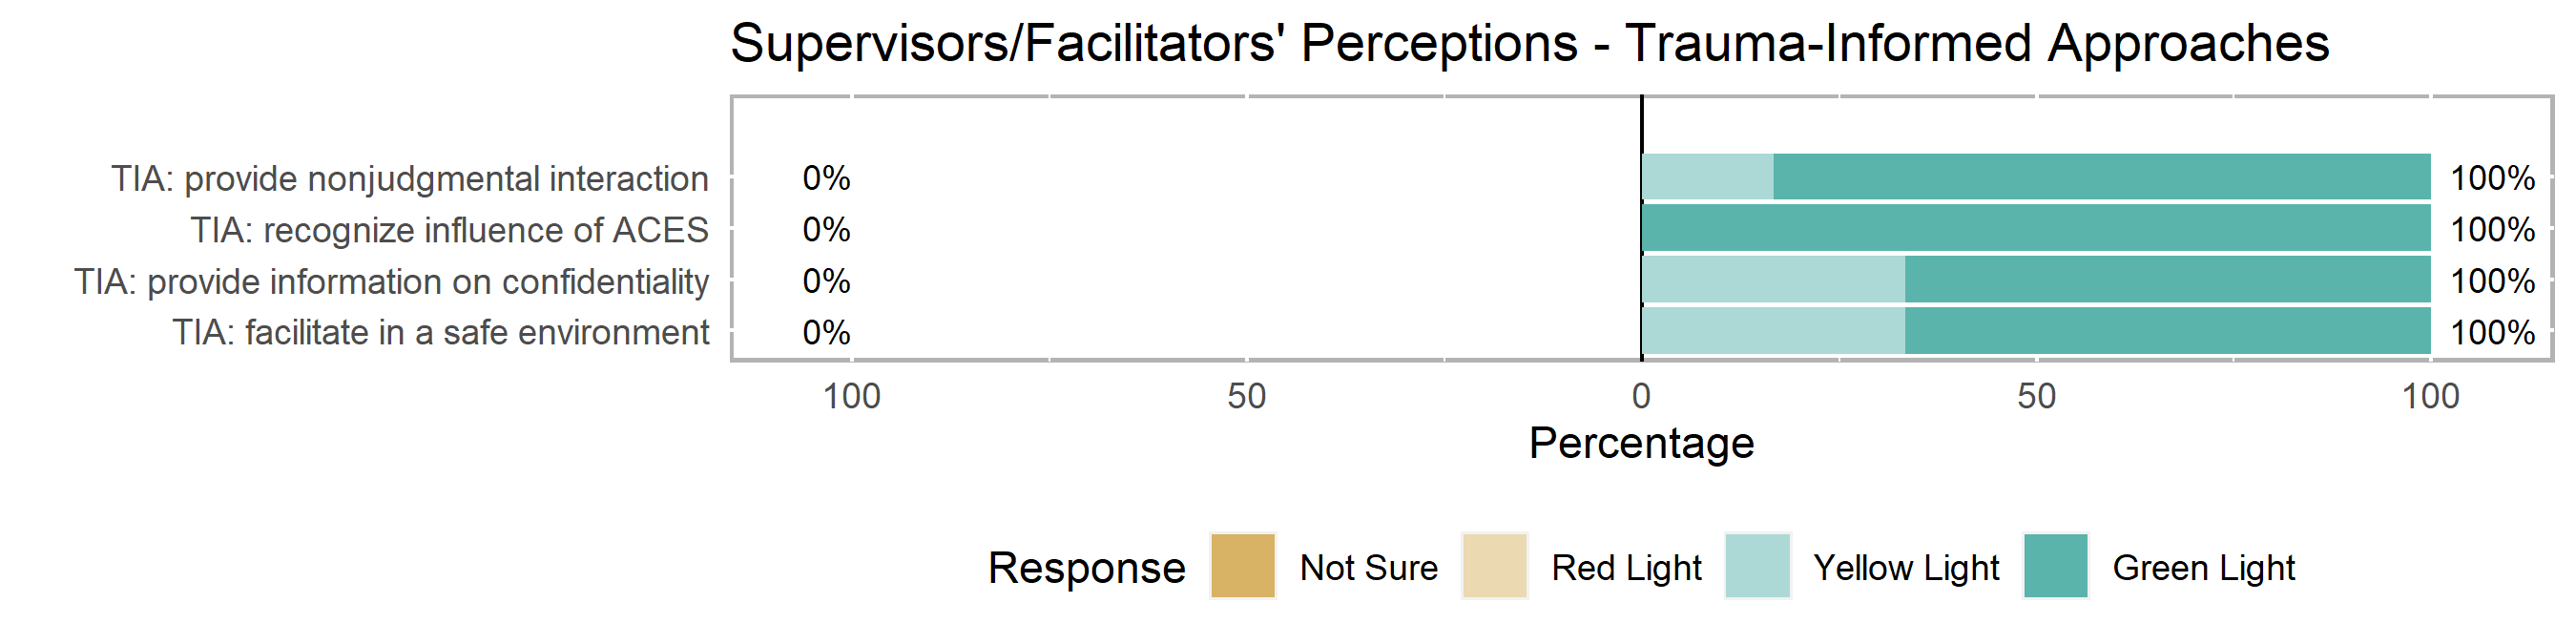 Supervisors/Facilitators' Perceptions - Trauma-Informed Approaches
TIA: provide nonjudgmental interaction 0% 100%
TIA: recognize influence of ACES 0% 100%
TIA: provide information on confidentiality 0% 100%
TIA: facilitate in a safe environment 0% 100%
100 50 0 50 100
Percentage
Response Not Sure Red Light Yellow Light Green Light